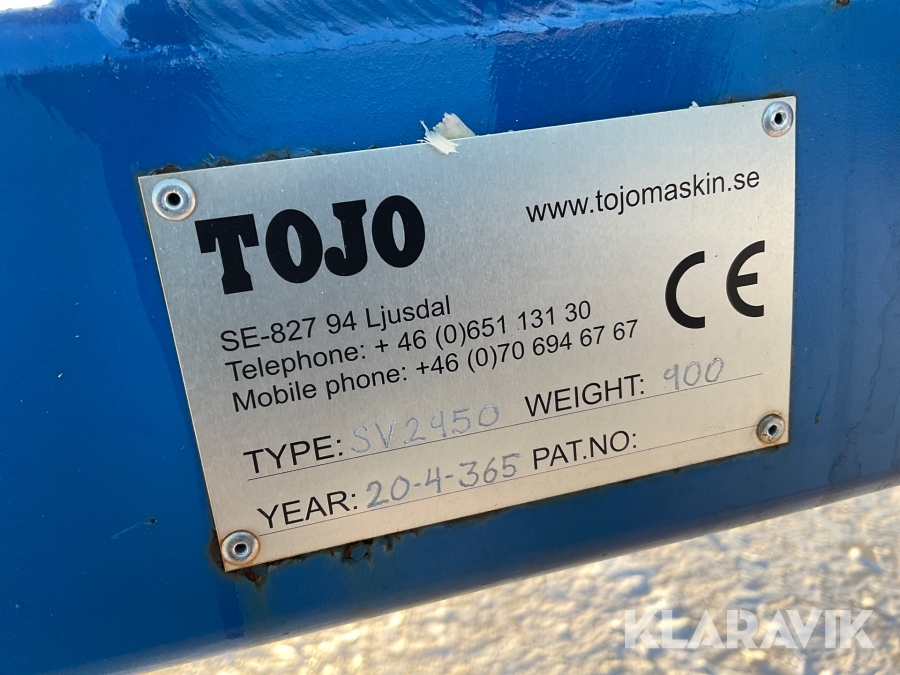 TOJO
www.tojomaskin.se
CE
SE-827 94 Ljusdal
Telephone: + 46 (0)651 131 30
Mobile phone: +46 (0)70 694 67 67
TYPE: SV2450 WEIGHT: 900
YEAR: 20-4-365 PAT.NO:
KLARAVIK